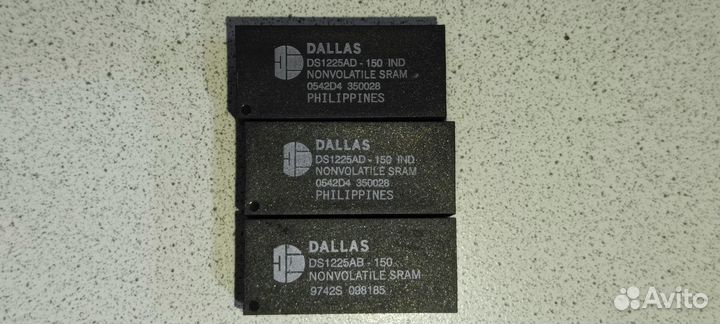 DALLAS
DS1225AD-150 IND
NONVOLATILE SRAM
0542D4 350028
PHILIPPINES
DALLAS
DS1225AD-150 IND
NONVOLATILE SRAM
0542D4 350028
PHILIPPINES
DALLAS
DS1225AB-150
NONVOLATILE SRAM
9742S 098185
Avito